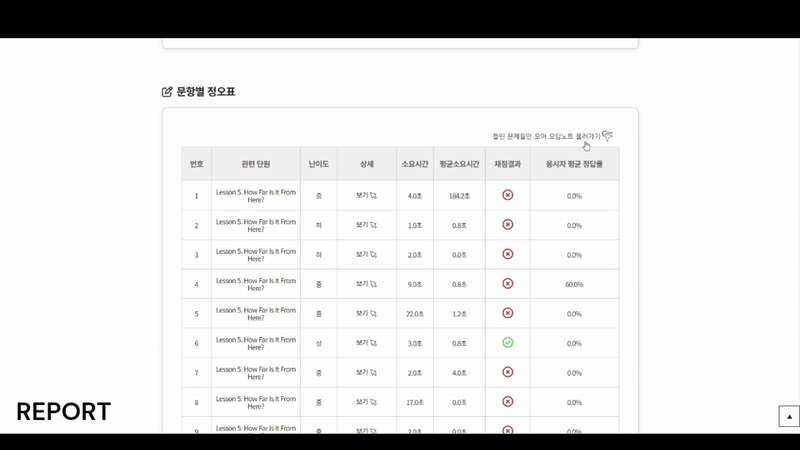 문항별 정오표
틀린 문제들만 모아 오답노트 풀러가기
번호 관련 단원 난이도 상세 소요시간 평균소요시간 채점결과 응시자 평균 정답률
1 Lesson 5. How Far Is It From Here? 중 보기 4.0초 184.2초 0.0%
2 Lesson 5. How Far Is It From Here? 하 보기 1.0초 0.8초 0.0%
3 Lesson 5. How Far Is It From Here? 하 보기 2.0초 0.0초 0.0%
4 Lesson 5. How Far Is It From Here? 중 보기 9.0초 0.8초 60.0%
5 Lesson 5. How Far Is It From Here? 중 보기 22.0초 1.2초 0.0%
6 Lesson 5. How Far Is It From Here? 상 보기 3.0초 0.8초 0.0%
7 Lesson 5. How Far Is It From Here? 중 보기 2.0초 4.0초 0.0%
8 Lesson 5. How Far Is It From Here? 중 보기 17.0초 0.0초 0.0%
9 Lesson 5. How Far Is It From 중 보기 2.0초 0.0초 0.0%
REPORT